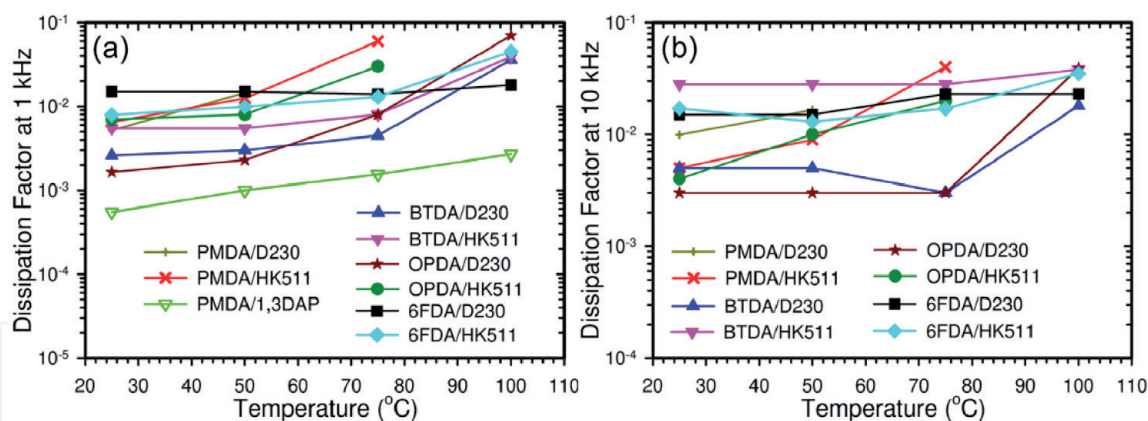 (a)
Dissipation Factor at 1 kHz
10-1
10-2
10-3
10-4
10-5
PMDA/D230
PMDA/HK511
PMDA/1,3DAP
BTDA/D230
BTDA/HK511
OPDA/D230
OPDA/HK511
6FDA/D230
6FDA/HK511
20 30 40 50 60 70 80 90 100 110
Temperature (°C)
(b)
Dissipation Factor at 10 kHz
10-1
10-2
10-3
10-4
PMDA/D230
PMDA/HK511
BTDA/D230
BTDA/HK511
OPDA/D230
OPDA/HK511
6FDA/D230
6FDA/HK511
20 30 40 50 60 70 80 90 100 110
Temperature (°C)